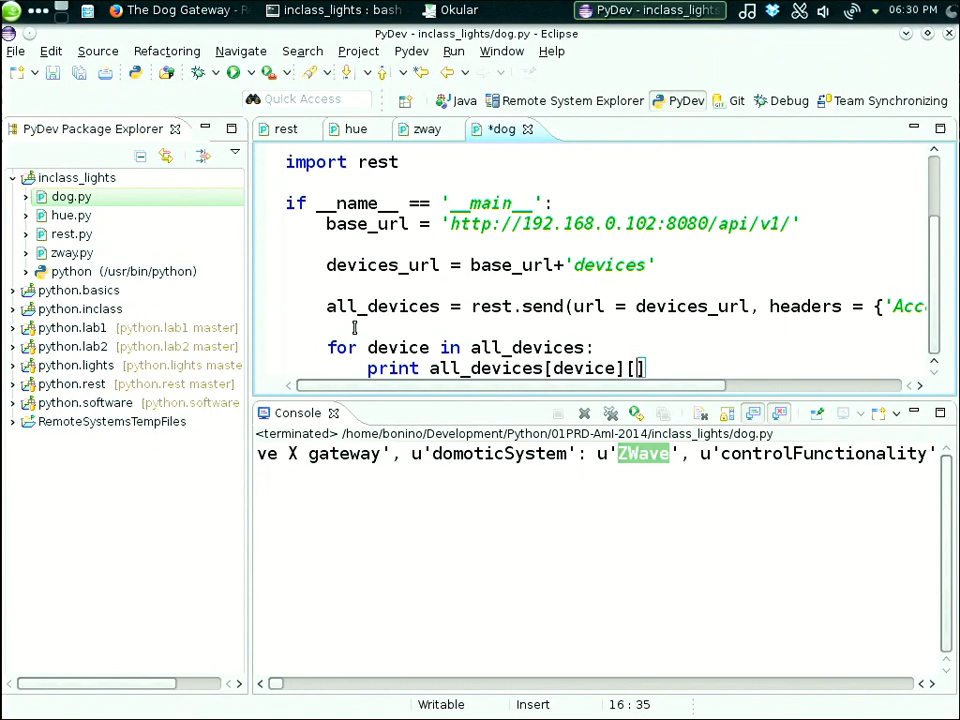 The Dog Gateway -
inclass_lights : bash
Okular
PyDev - inclass_lights/
06:30 PM
PyDev - inclass_lights/dog.py - Eclipse
File Edit Source Refactoring Navigate Search Project Pydev Run Window Help
Quick Access
Java
Remote System Explorer
PyDev
Git
Debug
Team Synchronizing
PyDev Package Explorer
inclass_lights
dog.py
hue.py
rest.py
zway.py
python (/usr/bin/python)
python.basics
python.inclass
python.lab1 [python.lab1 master]
python.lab2 [python.lab2 master]
python.lights [python.lights maste
python.rest [python.rest master]
python.software [python.software
RemoteSystemsTempFiles
rest
hue
zway
*dog
import rest
if __name__ == '__main__':
base_url = 'http://192.168.0.102:8080/api/v1/'
devices_url = base_url+'devices'
all_devices = rest.send(url = devices_url, headers = {'Acc
for device in all_devices:
print all_devices[device][]
Console
<terminated> /home/bonino/Development/Python/01PRD-AmI-2014/inclass_lights/dog.py
ve X gateway', u'domoticSystem': u'ZWave', u'controlFunctionality'
Writable
Insert
16 : 35